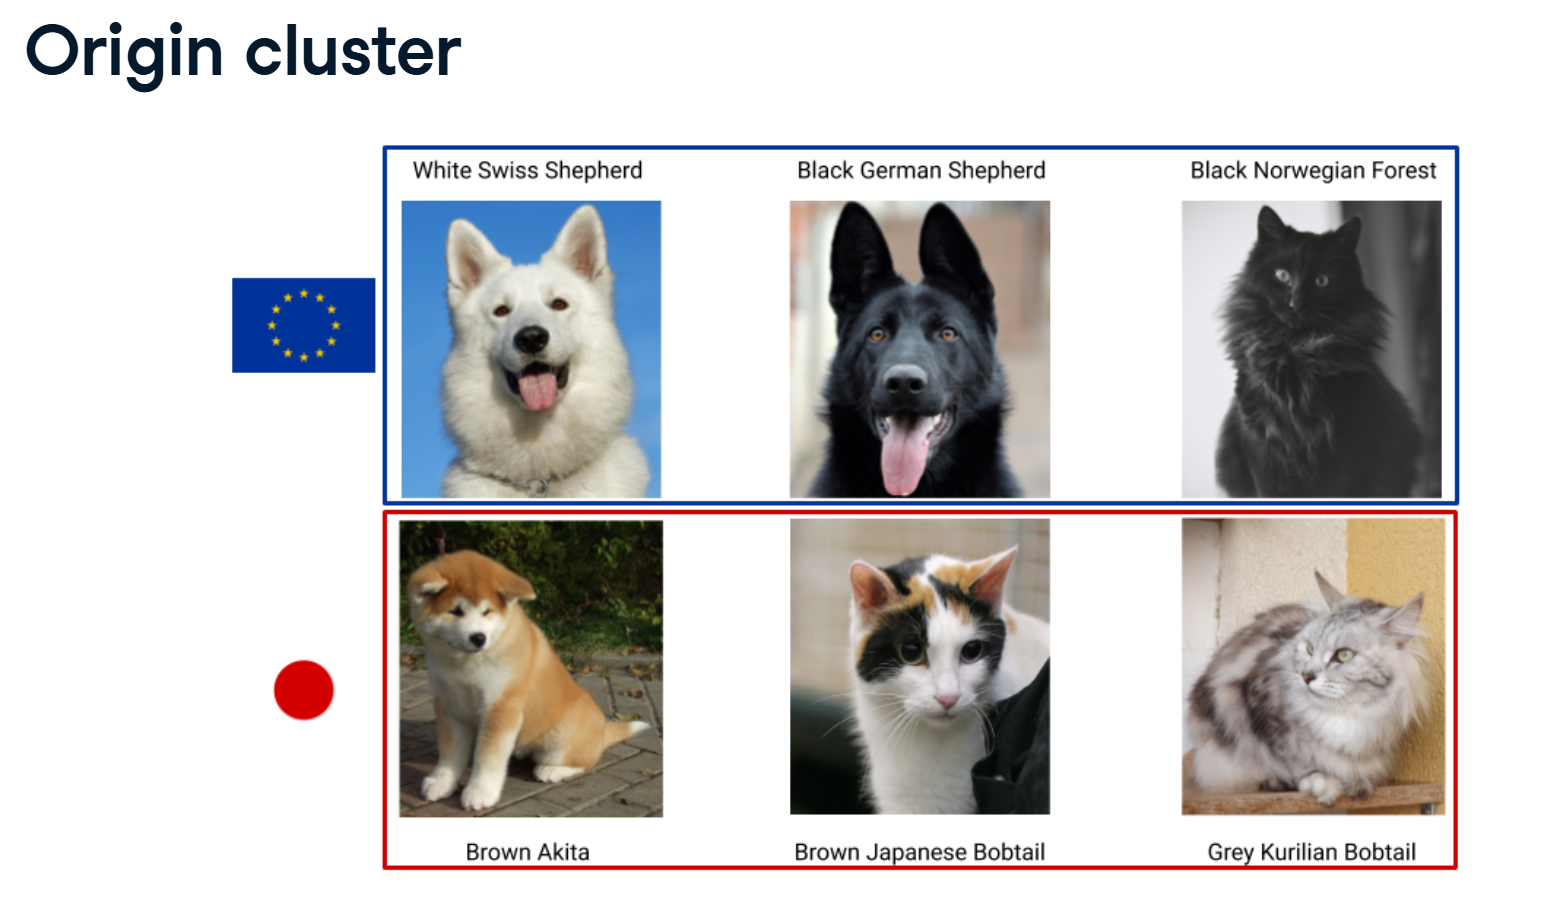 Origin cluster
White Swiss Shepherd
Black German Shepherd
Black Norwegian Forest
Brown Akita
Brown Japanese Bobtail
Grey Kurilian Bobtail